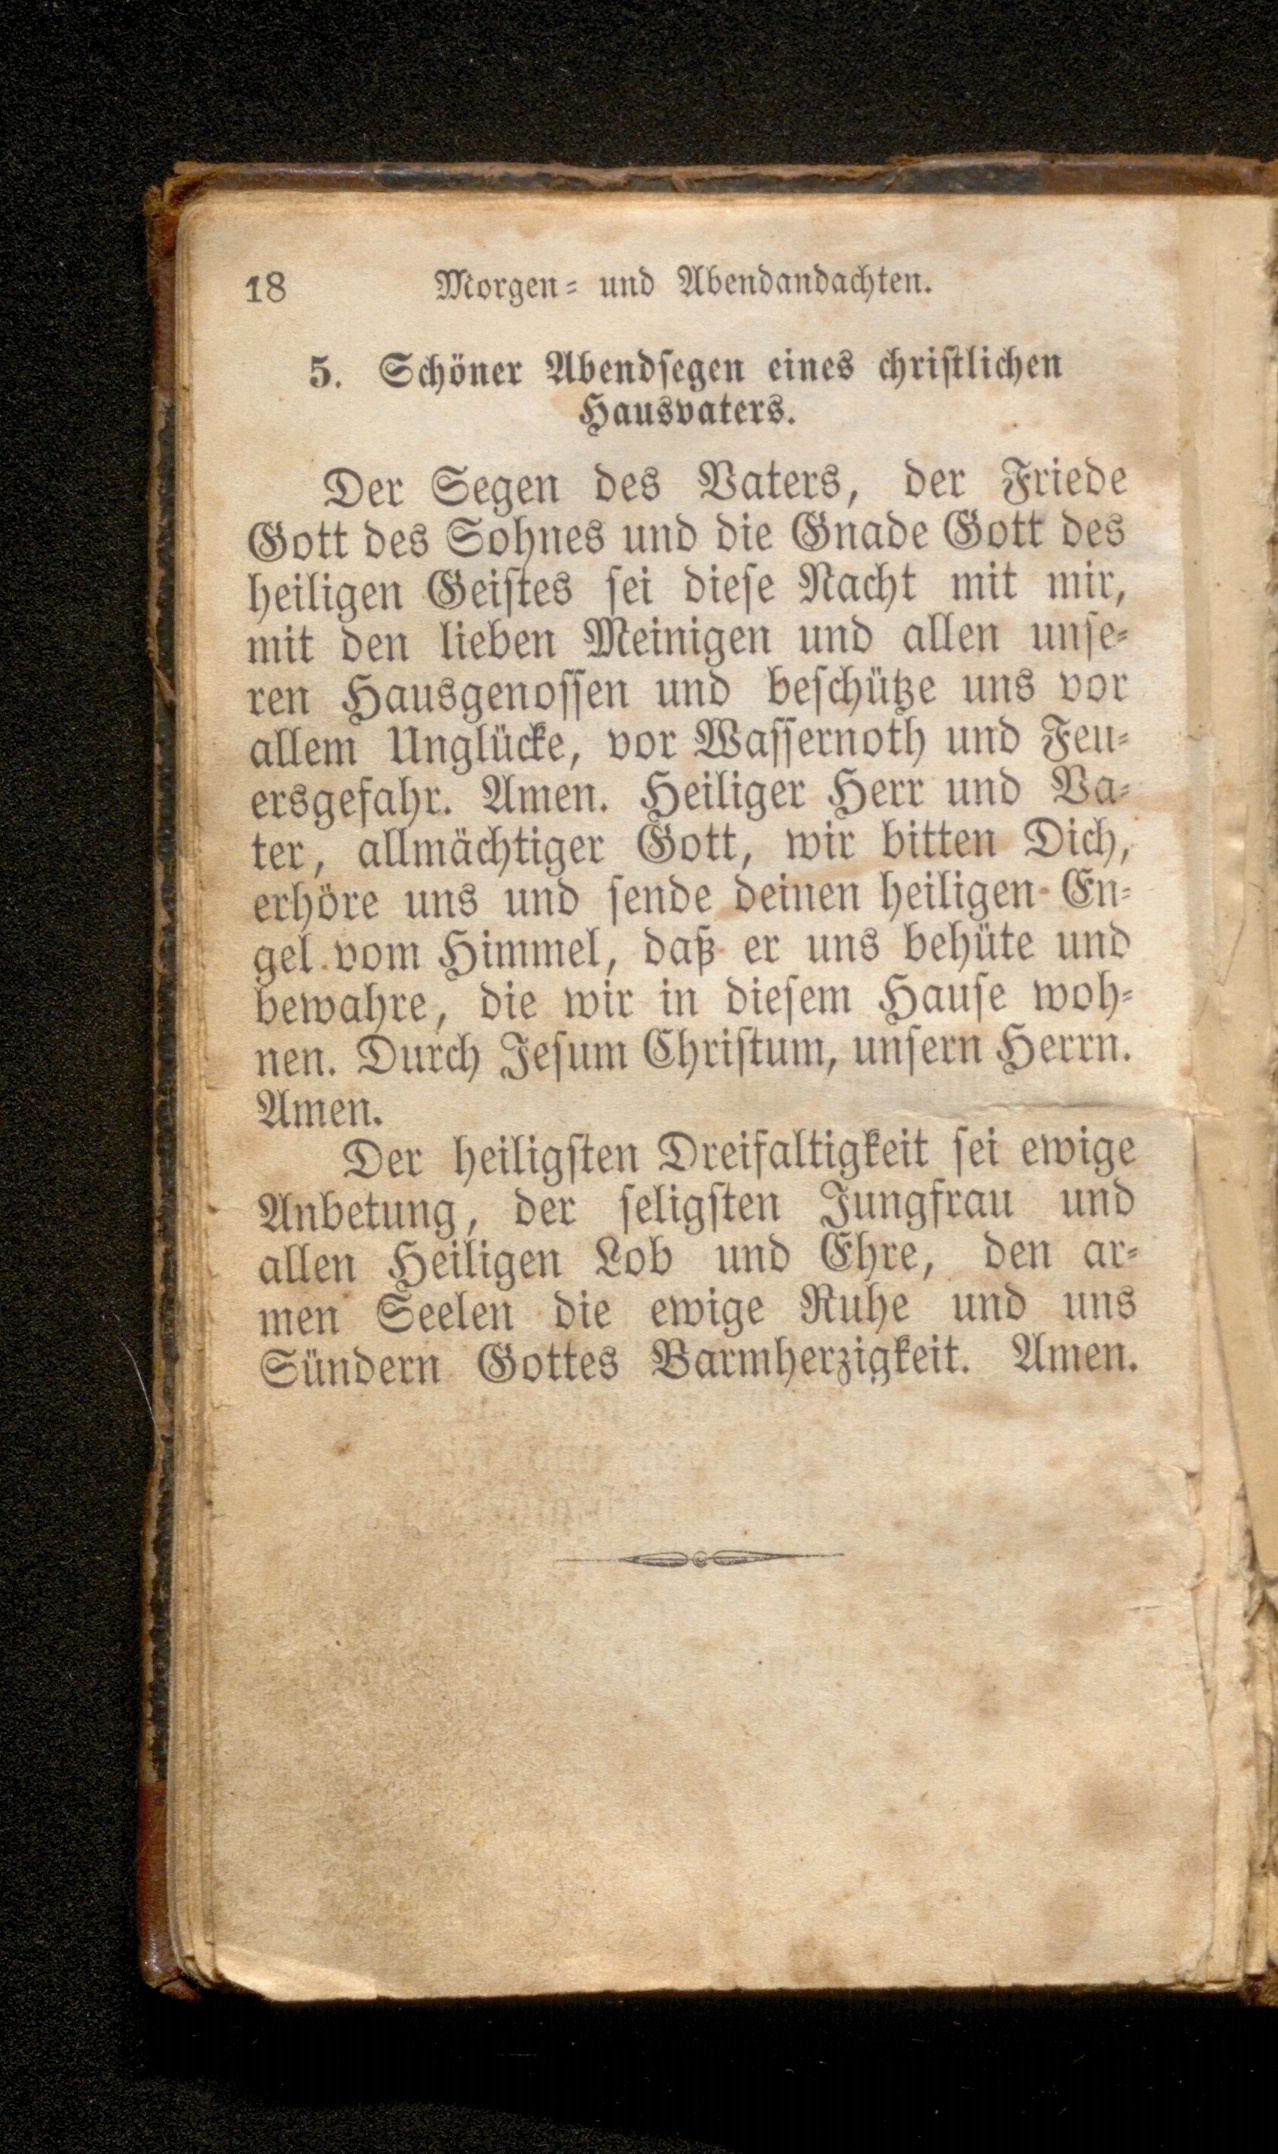 18 Morgen- und Abendandachten.
5. Schöner Abendsegen eines christlichen
Hausvaters.
Der Segen des Vaters, der Friede
Gott des Sohnes und die Gnade Gott des
heiligen Geistes sei diese Nacht mit mir,
mit den lieben Meinigen und allen unse-
ren Hausgenossen und beschütze uns vor
allem Unglücke, vor Wassernoth und Feu-
ersgefahr. Amen. Heiliger Herr und Va-
ter, allmächtiger Gott, wir bitten Dich,
erhöre uns und sende deinen heiligen En-
gel vom Himmel, daß er uns behüte und
bewahre, die wir in diesem Hause woh-
nen. Durch Jesum Christum, unsern Herrn.
Amen.
Der heiligsten Dreifaltigkeit sei ewige
Anbetung, der seligsten Jungfrau und
allen Heiligen Lob und Ehre, den ar-
men Seelen die ewige Ruhe und uns
Sündern Gottes Barmherzigkeit. Amen.